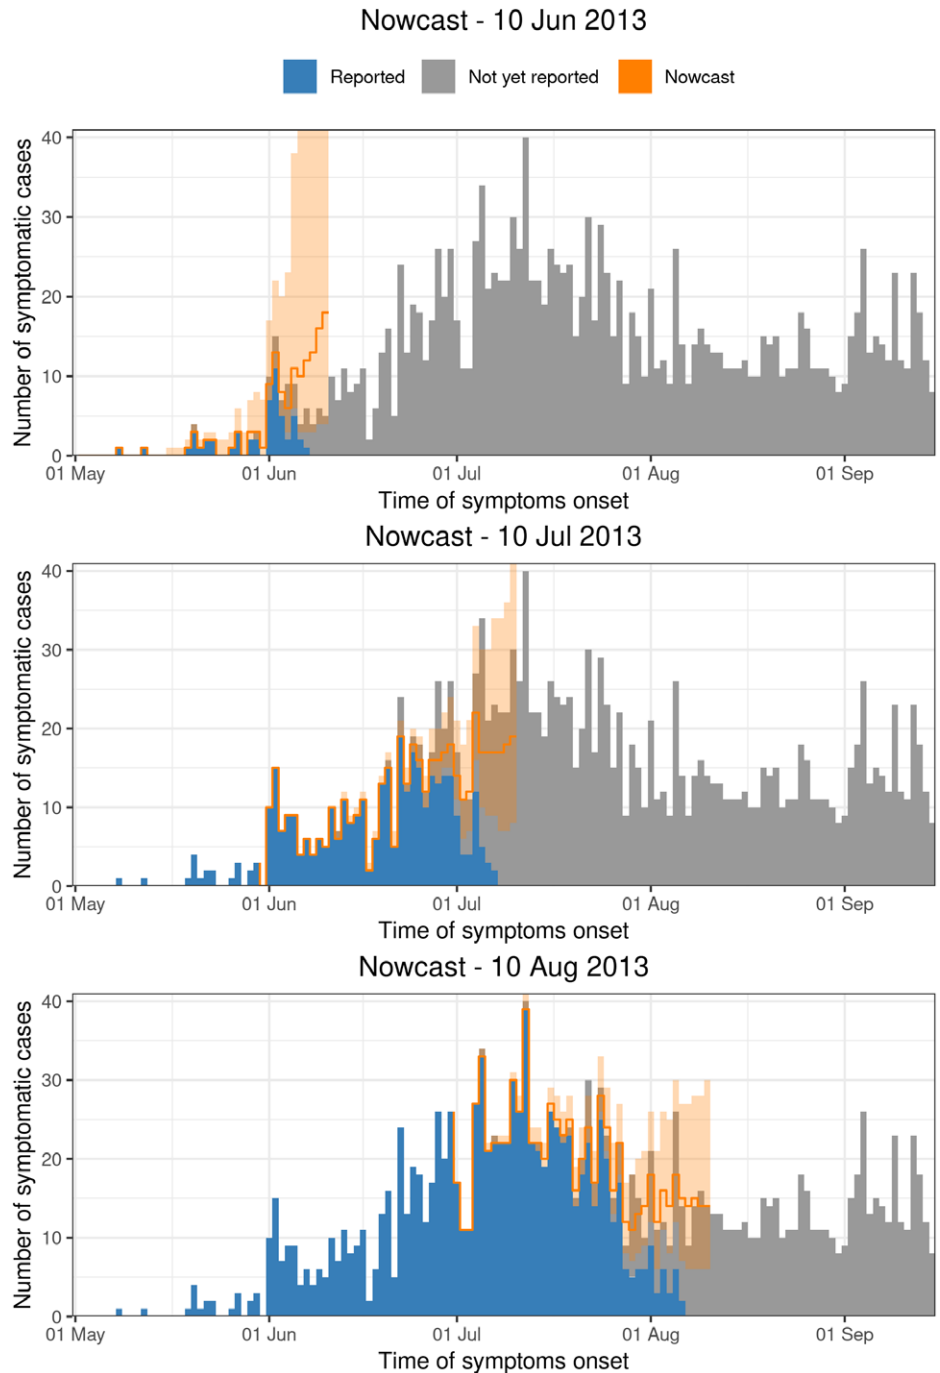 Nowcast - 10 Jun 2013
Reported Not yet reported Nowcast
Number of symptomatic cases
40
30
20
10
0
01 May 01 Jun 01 Jul 01 Aug 01 Sep
Time of symptoms onset
Nowcast - 10 Jul 2013
Number of symptomatic cases
40
30
20
10
0
01 May 01 Jun 01 Jul 01 Aug 01 Sep
Time of symptoms onset
Nowcast - 10 Aug 2013
Number of symptomatic cases
40
30
20
10
0
01 May 01 Jun 01 Jul 01 Aug 01 Sep
Time of symptoms onset